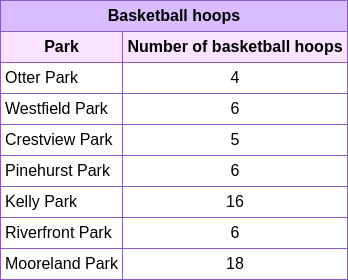 Basketball hoops
Park Number of basketball hoops
Otter Park 4
Westfield Park 6
Crestview Park 5
Pinehurst Park 6
Kelly Park 16
Riverfront Park 6
Mooreland Park 18